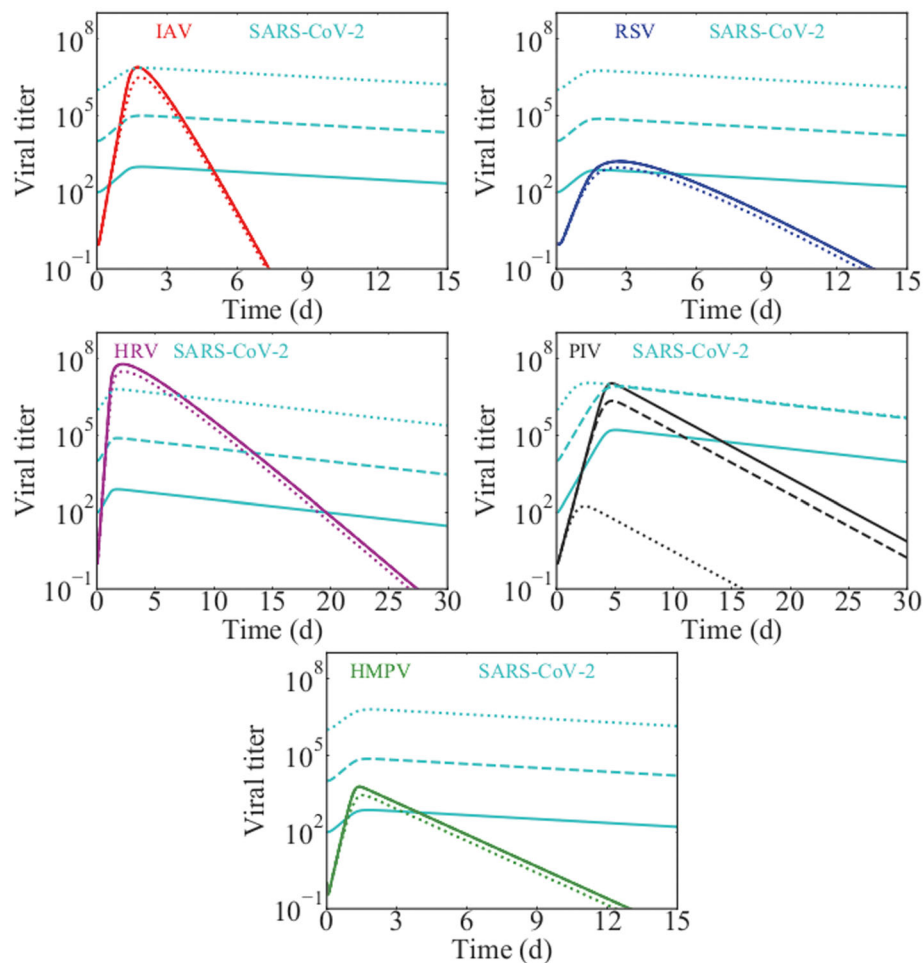 IAV SARS-CoV-2
Viral titer
10^8
10^5
10^2
10^-1
0 3 6 9 12 15
Time (d)
RSV SARS-CoV-2
Viral titer
10^8
10^5
10^2
10^-1
0 3 6 9 12 15
Time (d)
HRV SARS-CoV-2
Viral titer
10^8
10^5
10^2
10^-1
0 5 10 15 20 25 30
Time (d)
PIV SARS-CoV-2
Viral titer
10^8
10^5
10^2
10^-1
0 5 10 15 20 25 30
Time (d)
HMPV SARS-CoV-2
Viral titer
10^8
10^5
10^2
10^-1
0 3 6 9 12 15
Time (d)